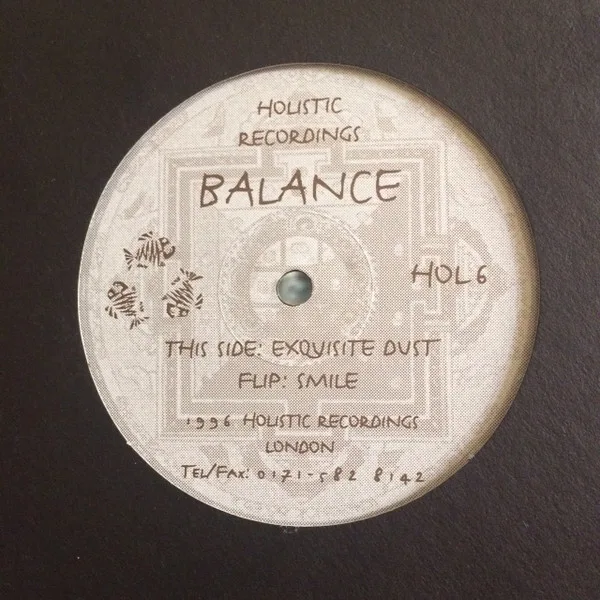 HOLISTIC
RECORDINGS
BALANCE
HOL6
THIS SIDE: EXQUISITE DUST
FLIP: SMILE
1996 HOLISTIC RECORDINGS
LONDON
TEL/FAX: 0171-582 8142